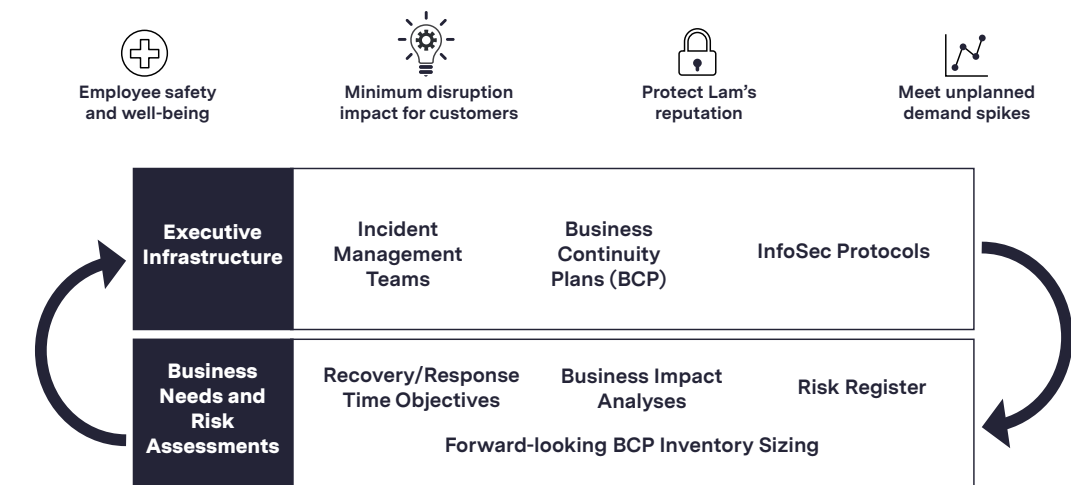 Employee safety
and well-being
Minimum disruption
impact for customers
Protect Lam's
reputation
Meet unplanned
demand spikes
Executive
Infrastructure
Incident
Management
Teams
Business
Continuity
Plans (BCP)
InfoSec Protocols
Business
Needs and
Risk
Assessments
Recovery/Response
Time Objectives
Business Impact
Analyses
Risk Register
Forward-looking BCP Inventory Sizing